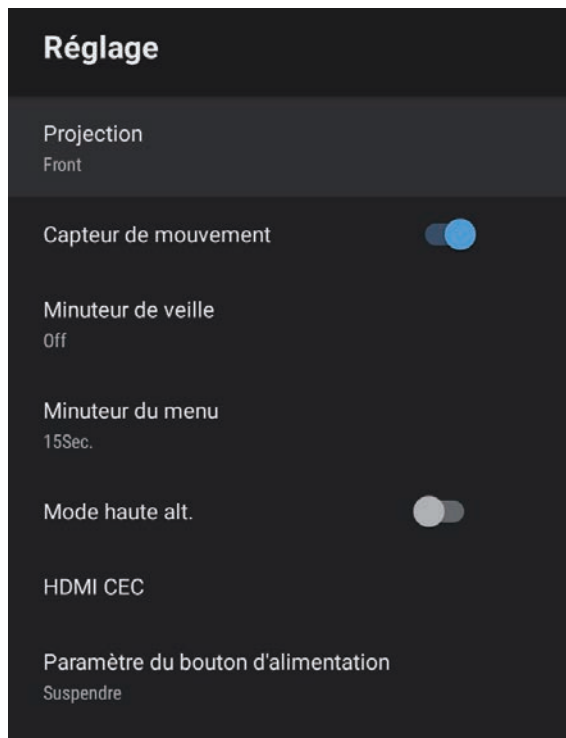 Réglage
Projection
Front
Capteur de mouvement
Minuteur de veille
Off
Minuteur du menu
15Sec.
Mode haute alt.
HDMI CEC
Paramètre du bouton d'alimentation
Suspendre